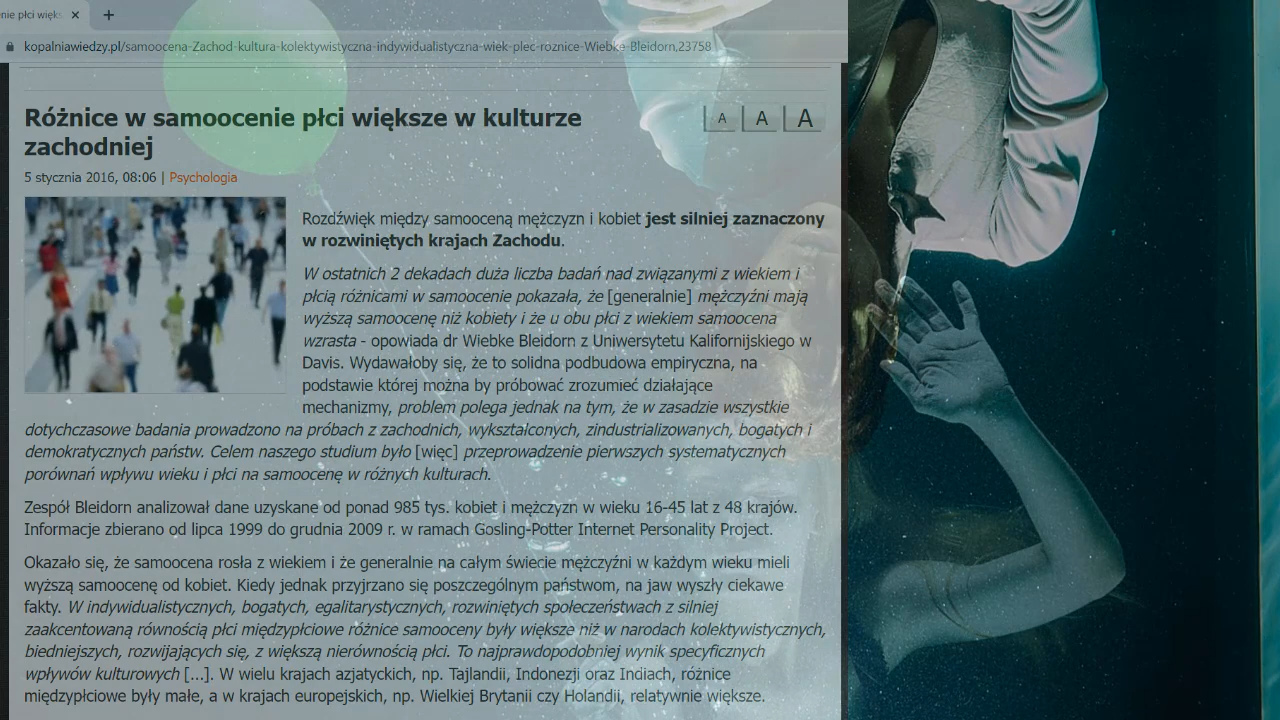 nie płci więks
kopalniawiedzy.pl/samoocena-Zachod-kultura-kolektywistyczna-indywidualistyczna-wiek-plec-roznice-Wiebke-Bleidorn,23758
Różnice w samoocenie płci większe w kulturze
zachodniej
A A A
5 stycznia 2016, 08:06 | Psychologia
Rozdźwięk między samooceną mężczyzn i kobiet jest silniej zaznaczony
w rozwiniętych krajach Zachodu.
W ostatnich 2 dekadach duża liczba badań nad związanymi z wiekiem i
płcią różnicami w samoocenie pokazała, że [generalnie] mężczyźni mają
wyższą samoocenę niż kobiety i że u obu płci z wiekiem samoocena
wzrasta - opowiada dr Wiebke Bleidorn z Uniwersytetu Kalifornijskiego w
Davis. Wydawałoby się, że to solidna podbudowa empiryczna, na
podstawie której można by próbować zrozumieć działające
mechanizmy, problem polega jednak na tym, że w zasadzie wszystkie
dotychczasowe badania prowadzono na próbach z zachodnich, wykształconych, zindustrializowanych, bogatych i
demokratycznych państw. Celem naszego studium było [więc] przeprowadzenie pierwszych systematycznych
porównań wpływu wieku i płci na samoocenę w różnych kulturach.
Zespół Bleidorn analizował dane uzyskane od ponad 985 tys. kobiet i mężczyzn w wieku 16-45 lat z 48 krajów.
Informacje zbierano od lipca 1999 do grudnia 2009 r. w ramach Gosling-Potter Internet Personality Project.
Okazało się, że samoocena rosła z wiekiem i że generalnie na całym świecie mężczyźni w każdym wieku mieli
wyższą samoocenę od kobiet. Kiedy jednak przyjrzano się poszczególnym państwom, na jaw wyszły ciekawe
fakty. W indywidualistycznych, bogatych, egalitarystycznych, rozwiniętych społeczeństwach z silniej
zaakcentowaną równością płci międzypłciowe różnice samooceny były większe niż w narodach kolektywistycznych,
biedniejszych, rozwijających się, z większą nierównością płci. To najprawdopodobniej wynik specyficznych
wpływów kulturowych [...]. W wielu krajach azjatyckich, np. Tajlandii, Indonezji oraz Indiach, różnice
międzypłciowe były małe, a w krajach europejskich, np. Wielkiej Brytanii czy Holandii, relatywnie większe.